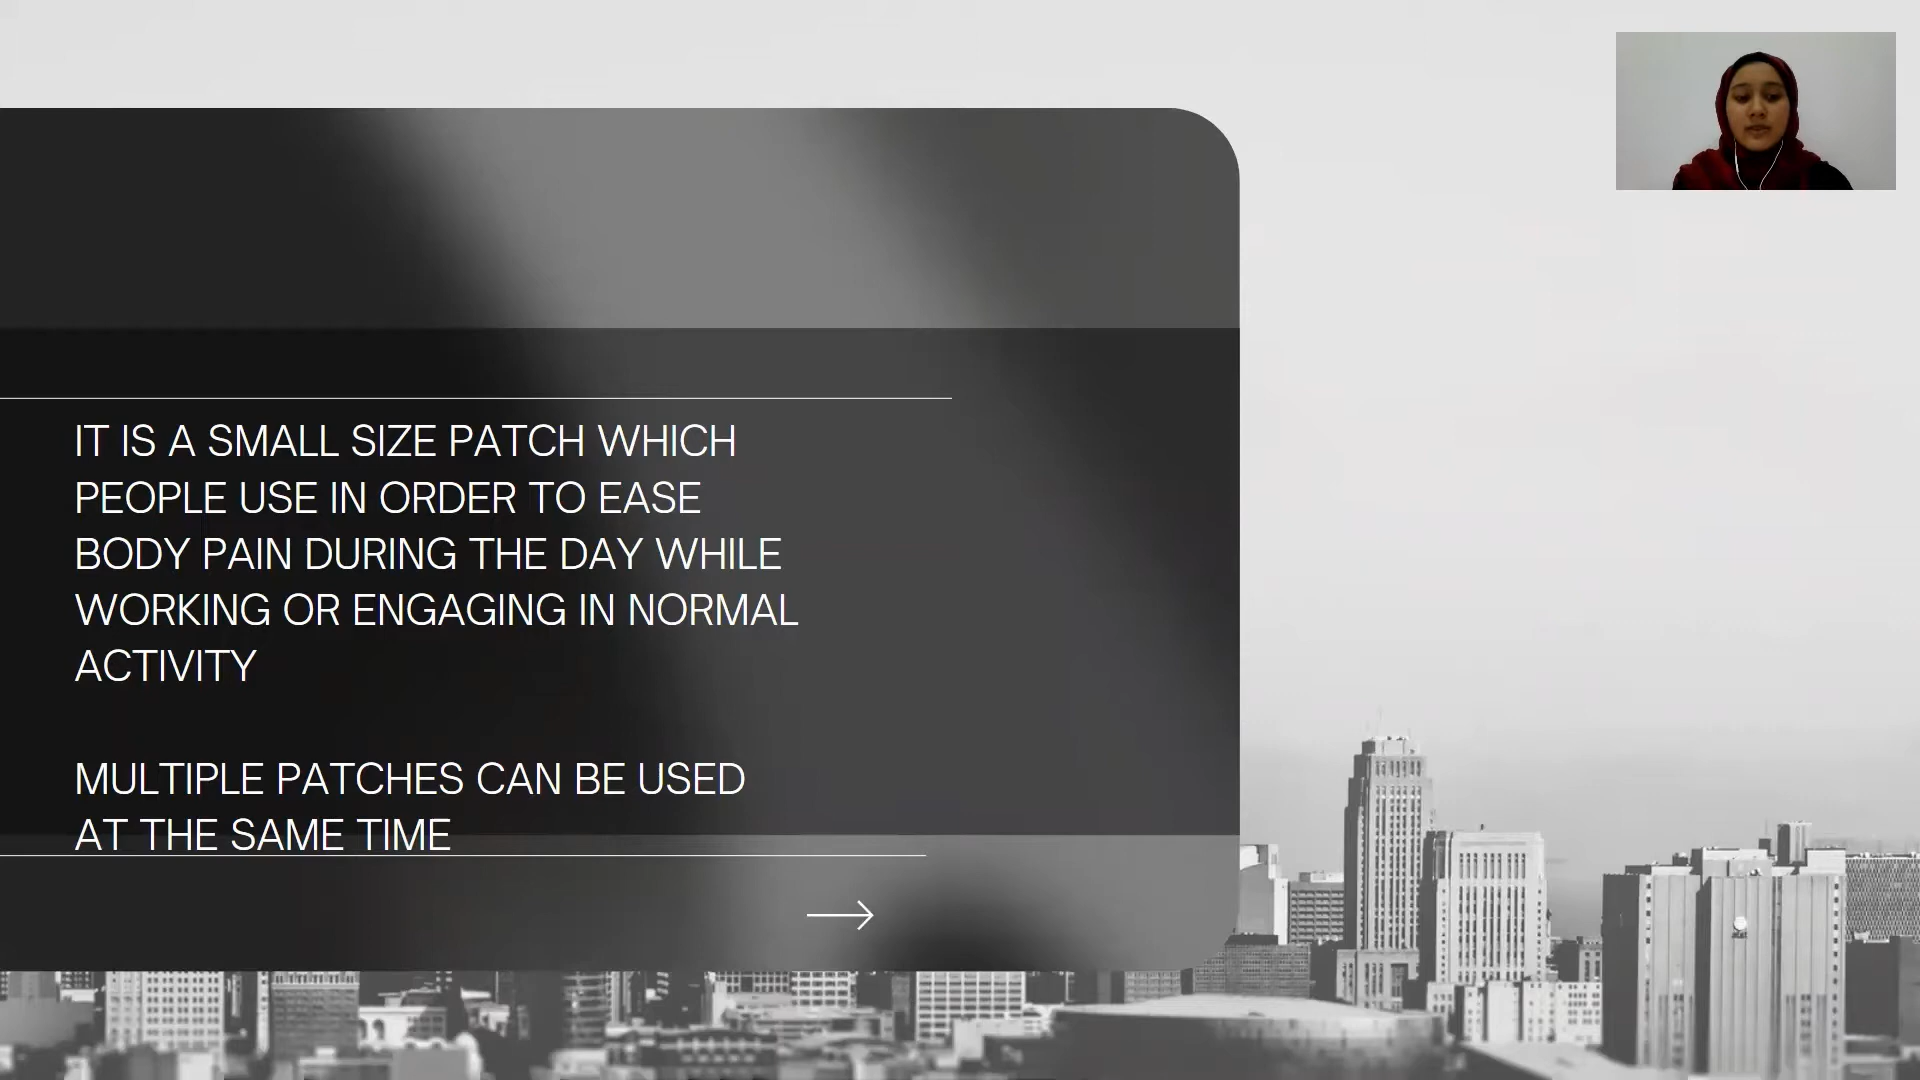 IT IS A SMALL SIZE PATCH WHICH
PEOPLE USE IN ORDER TO EASE
BODY PAIN DURING THE DAY WHILE
WORKING OR ENGAGING IN NORMAL
ACTIVITY
MULTIPLE PATCHES CAN BE USED
AT THE SAME TIME